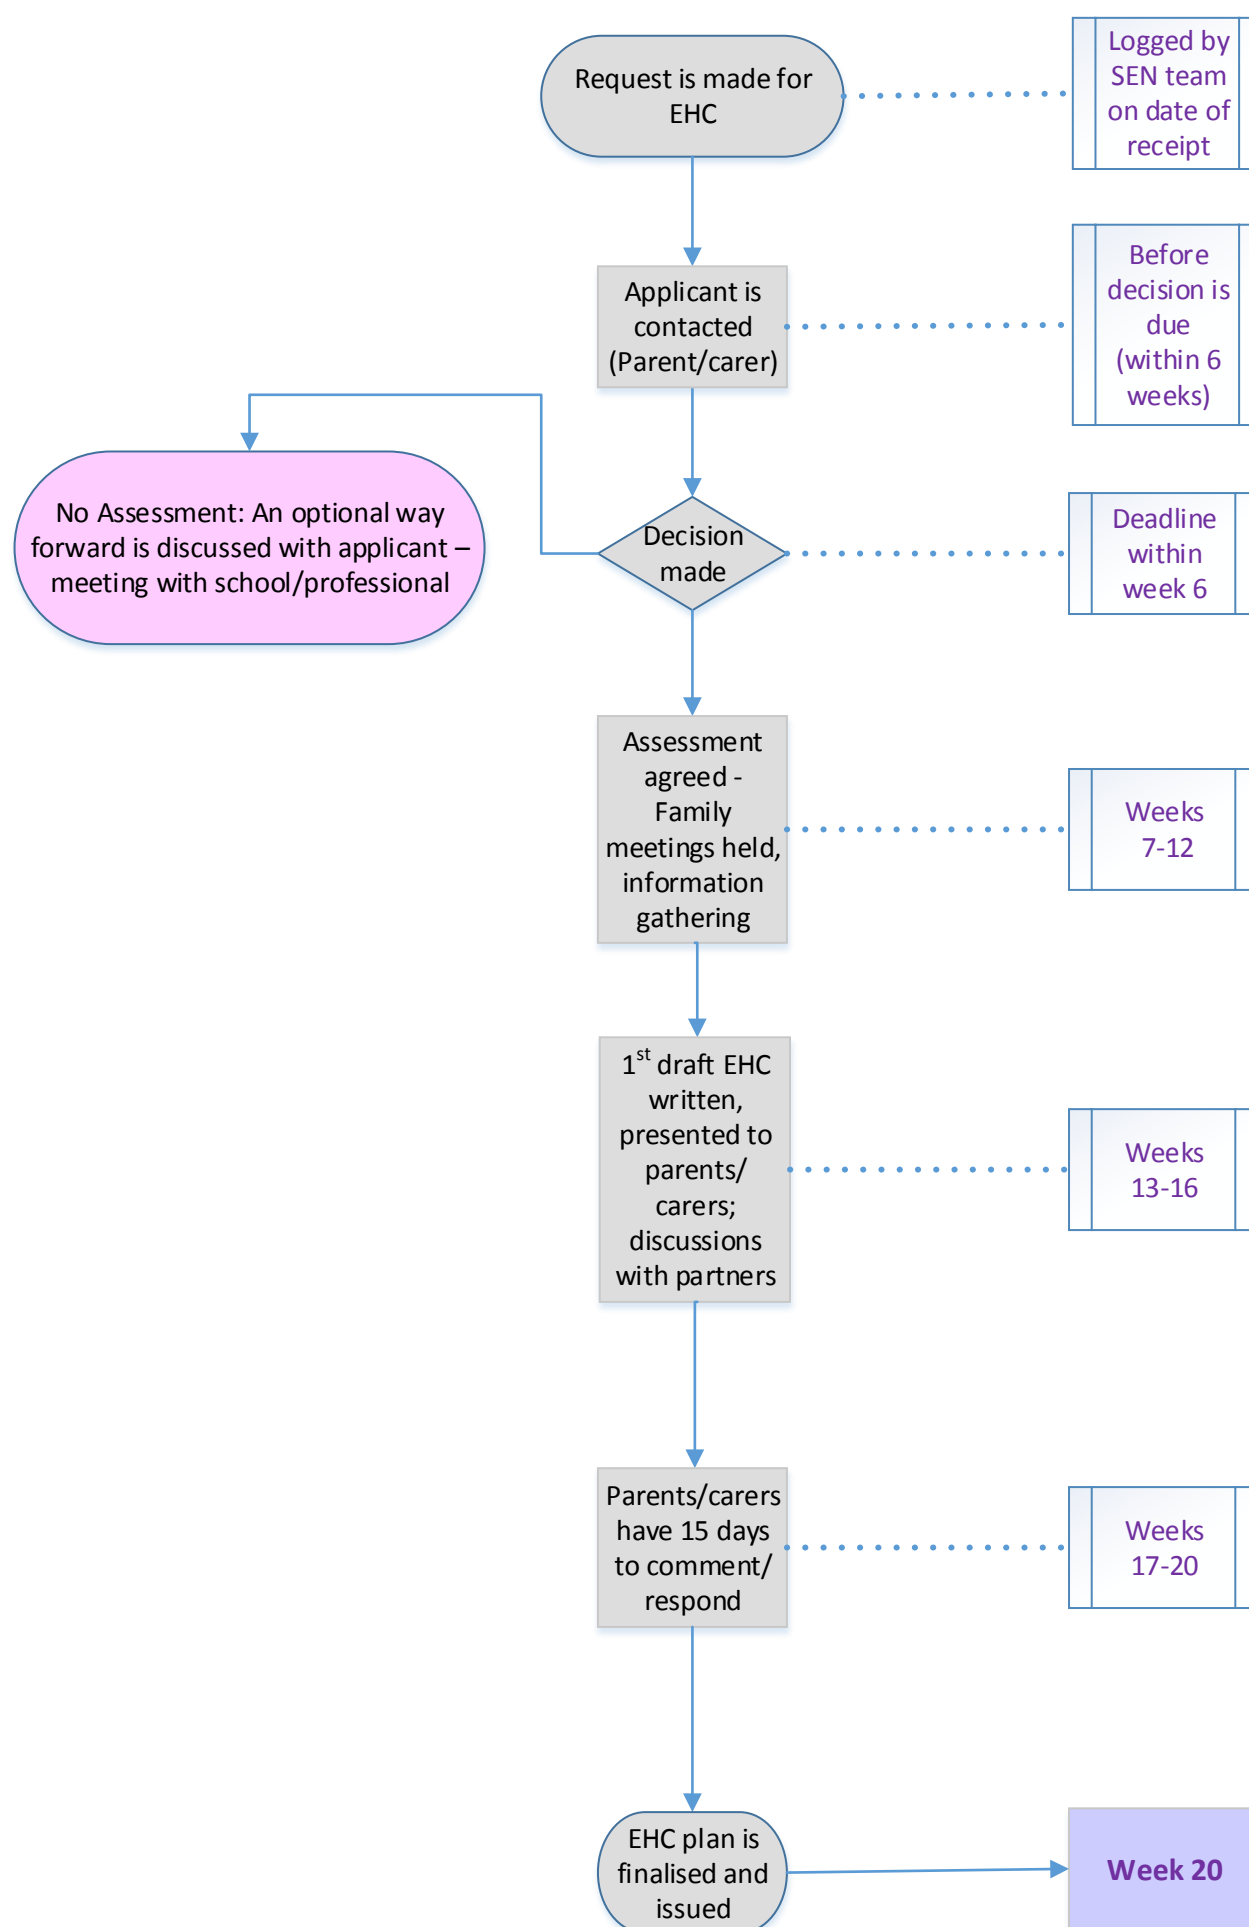 Request is made for
EHC
Logged by
SEN team
on date of
receipt
Applicant is
contacted
(Parent/carer)
Before
decision is
due
(within 6
weeks)
No Assessment: An optional way
forward is discussed with applicant –
meeting with school/professional
Decision
made
Deadline
within
week 6
Assessment
agreed -
Family
meetings held,
information
gathering
Weeks
7-12
1st draft EHC
written,
presented to
parents/
carers;
discussions
with partners
Weeks
13-16
Parents/carers
have 15 days
to comment/
respond
Weeks
17-20
EHC plan is
finalised and
issued
Week 20